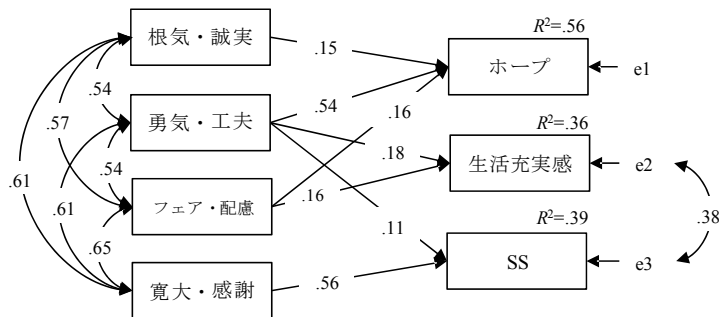 R²=.56
根気・誠実
.15
ホープ
e1
.54
.54
.16
.57
勇気・工夫
R²=.36
.54
.18
生活充実感
e2
.61
.61
フェア・配慮
.16
.38
.65
.11
R²=.39
寛大・感謝
.56
SS
e3